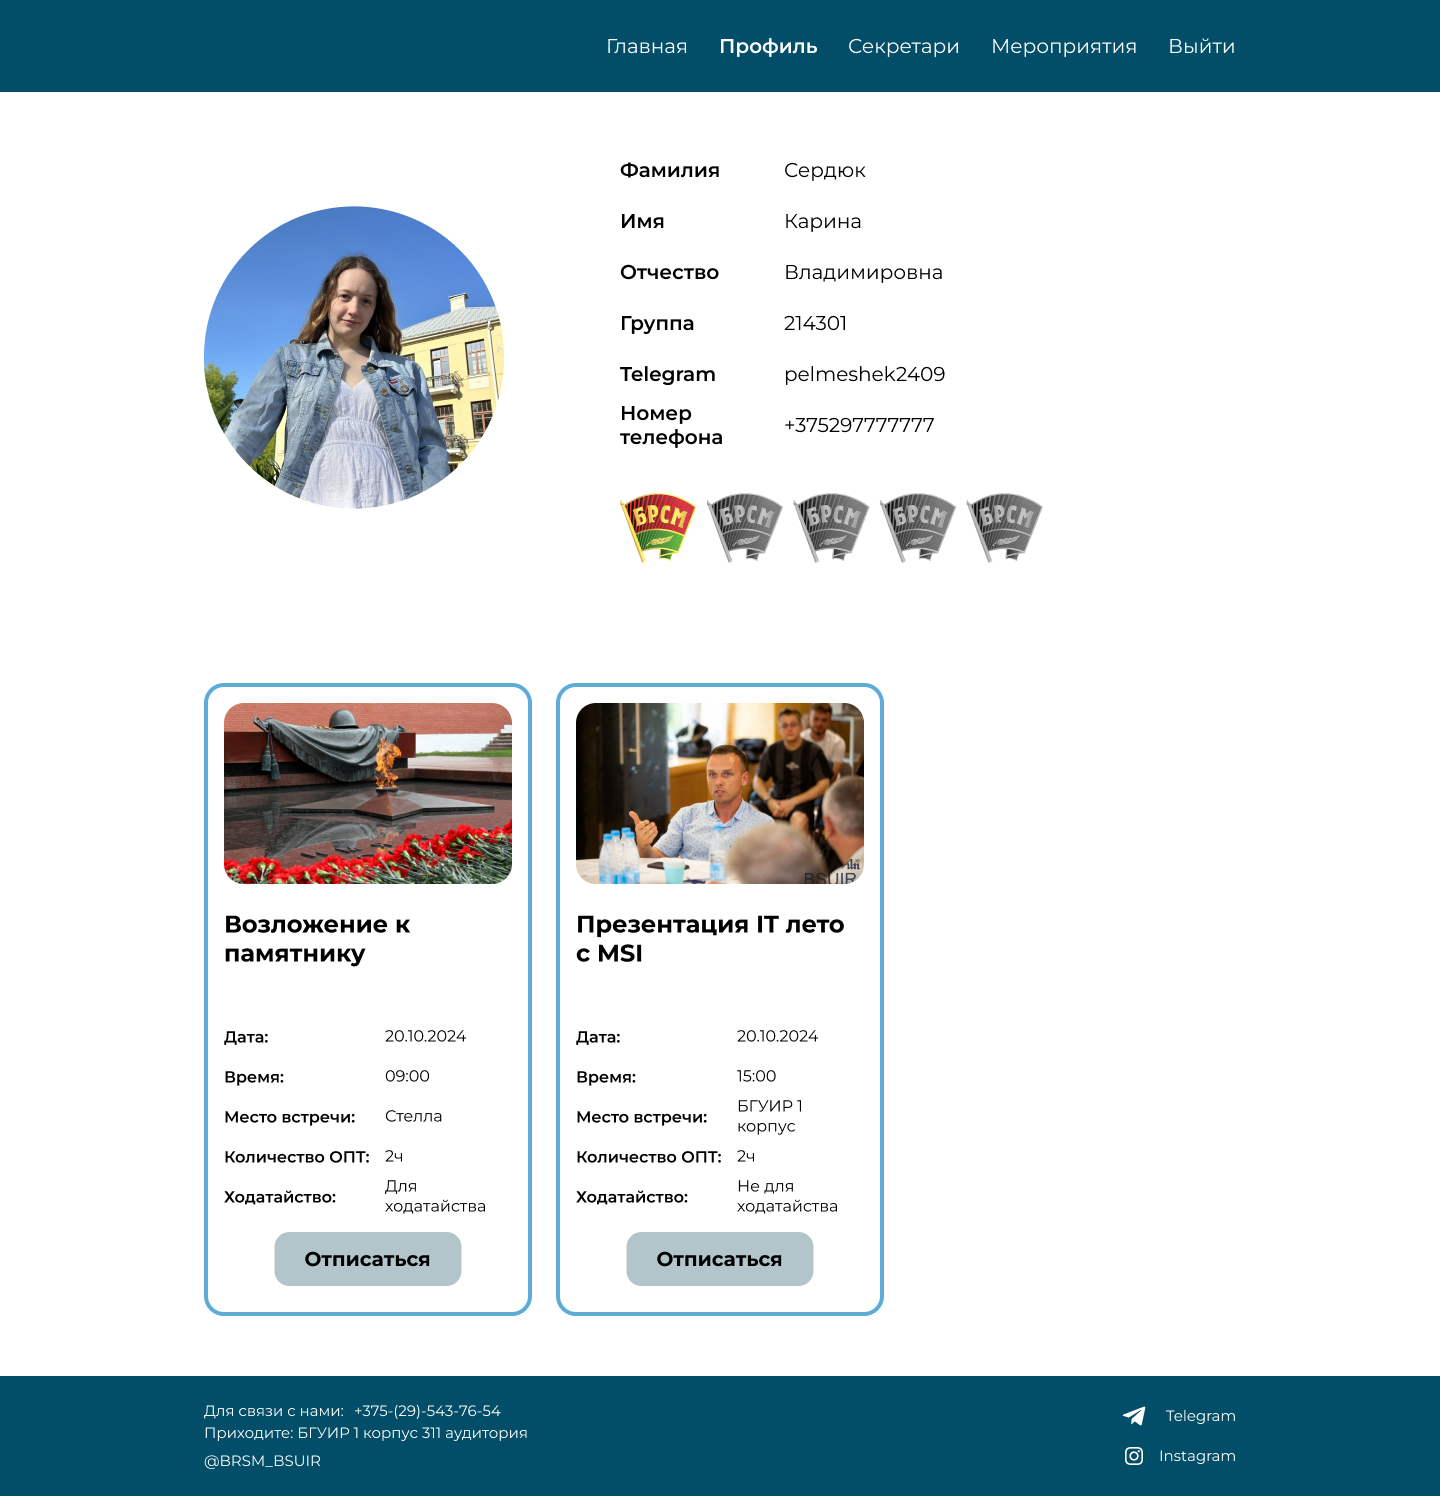 Главная Профиль Секретари Мероприятия Выйти
Фамилия Сердюк
Имя Карина
Отчество Владимировна
Группа 214301
Telegram pelmeshek2409
Номер
телефона +375297777777
БРСМ БРСМ БРСМ БРСМ БРСМ
BSUIR
Возложение к
памятнику
Дата: 20.10.2024
Время: 09:00
Место встречи: Стелла
Количество ОПТ: 2ч
Ходатайство: Для
ходатайства
Отписаться
Презентация IT лето
с MSI
Дата: 20.10.2024
Время: 15:00
Место встречи: БГУИР 1
корпус
Количество ОПТ: 2ч
Ходатайство: Не для
ходатайства
Отписаться
Для связи с нами: +375-(29)-543-76-54
Приходите: БГУИР 1 корпус 311 аудитория
@BRSM_BSUIR
Telegram
Instagram